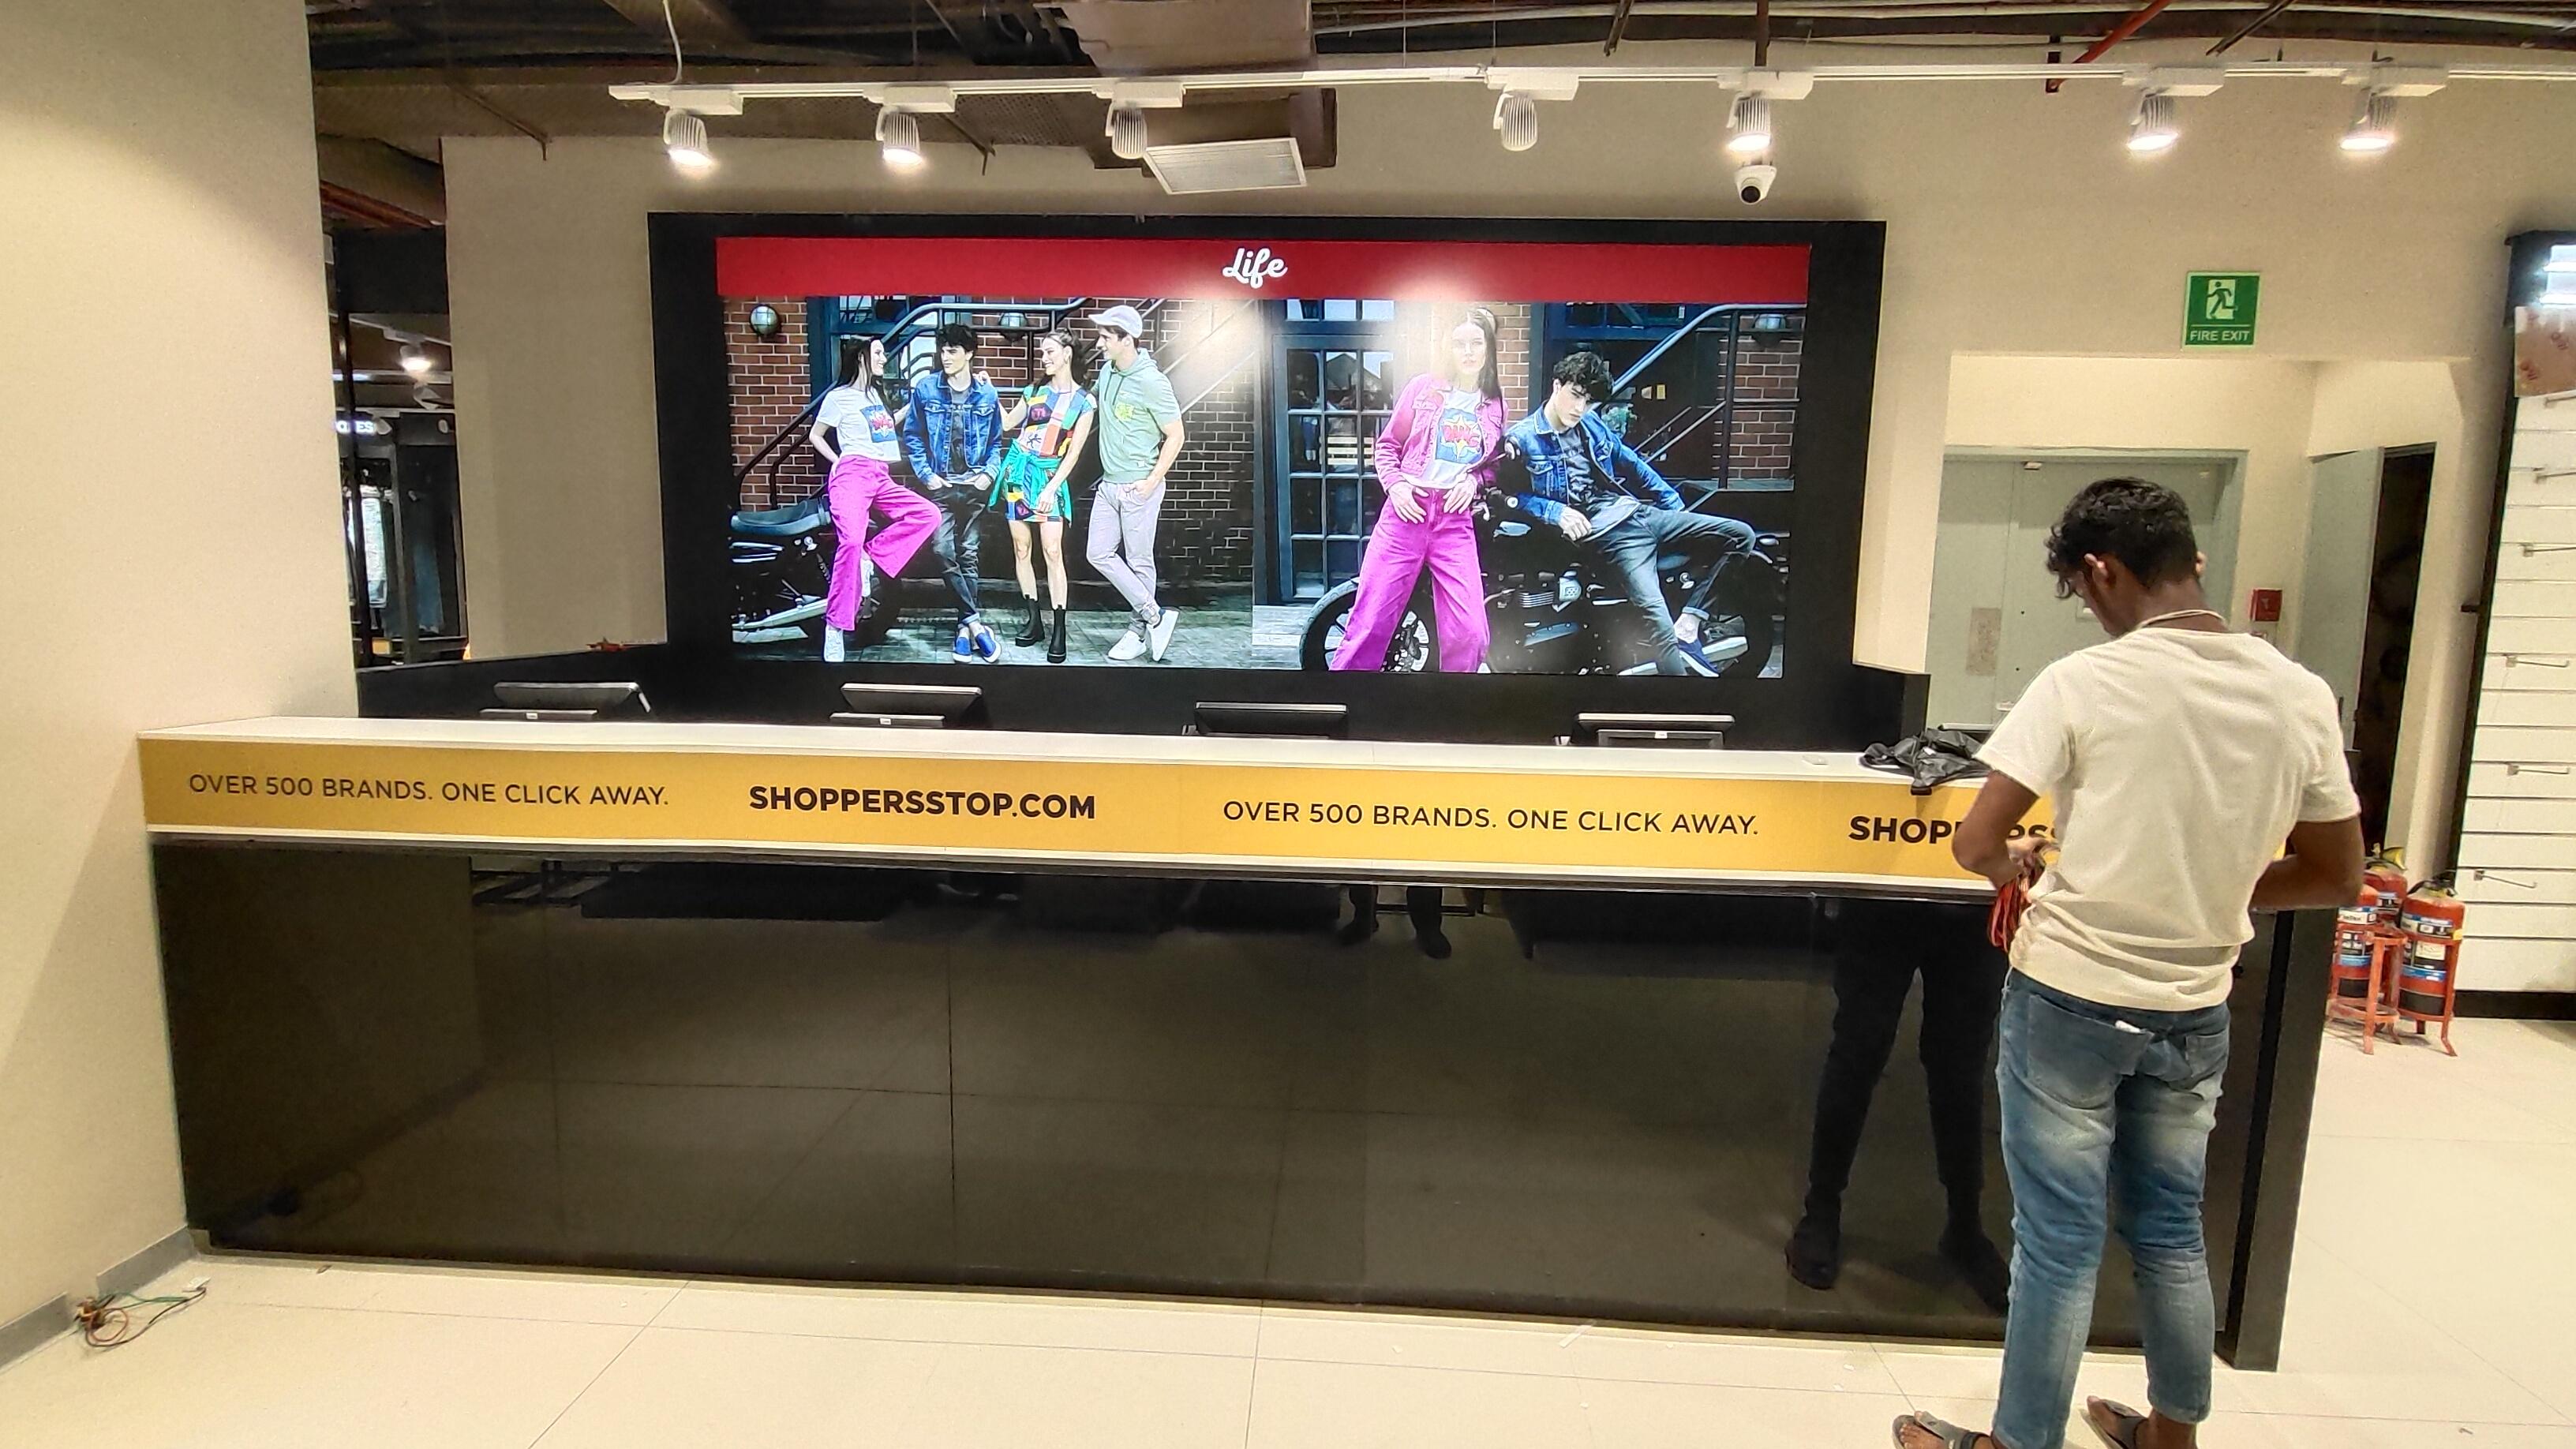 Life
FIRE EXIT
OVER 500 BRANDS. ONE CLICK AWAY. SHOPPERSSTOP.COM OVER 500 BRANDS. ONE CLICK AWAY.